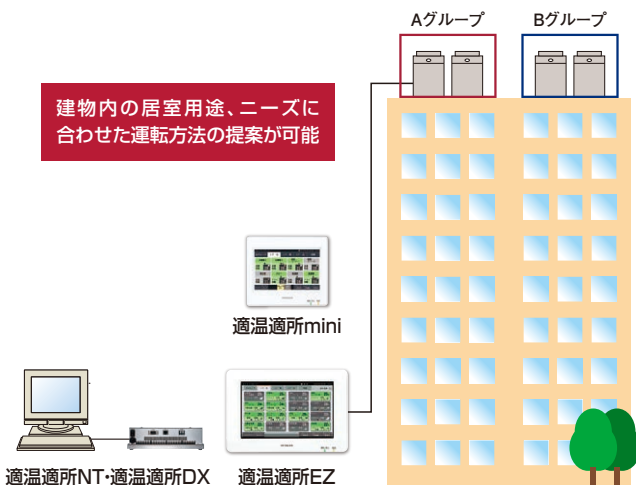 Aグループ
Bグループ
建物内の居室用途、ニーズに
合わせた運転方法の提案が可能
適温適所mini
適温適所NT・適温適所DX
適温適所EZ